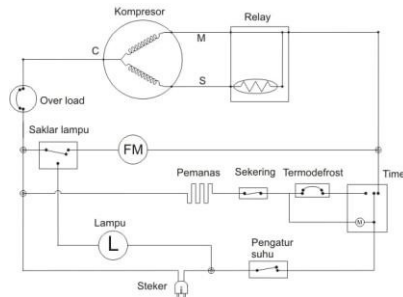 Kompresor
Relay
M
C
S
Over load
Saklar lampu
FM
Pemanas
Sekering
Termodefrost
Time
M
Lampu
L
Pengatur
suhu
Steker